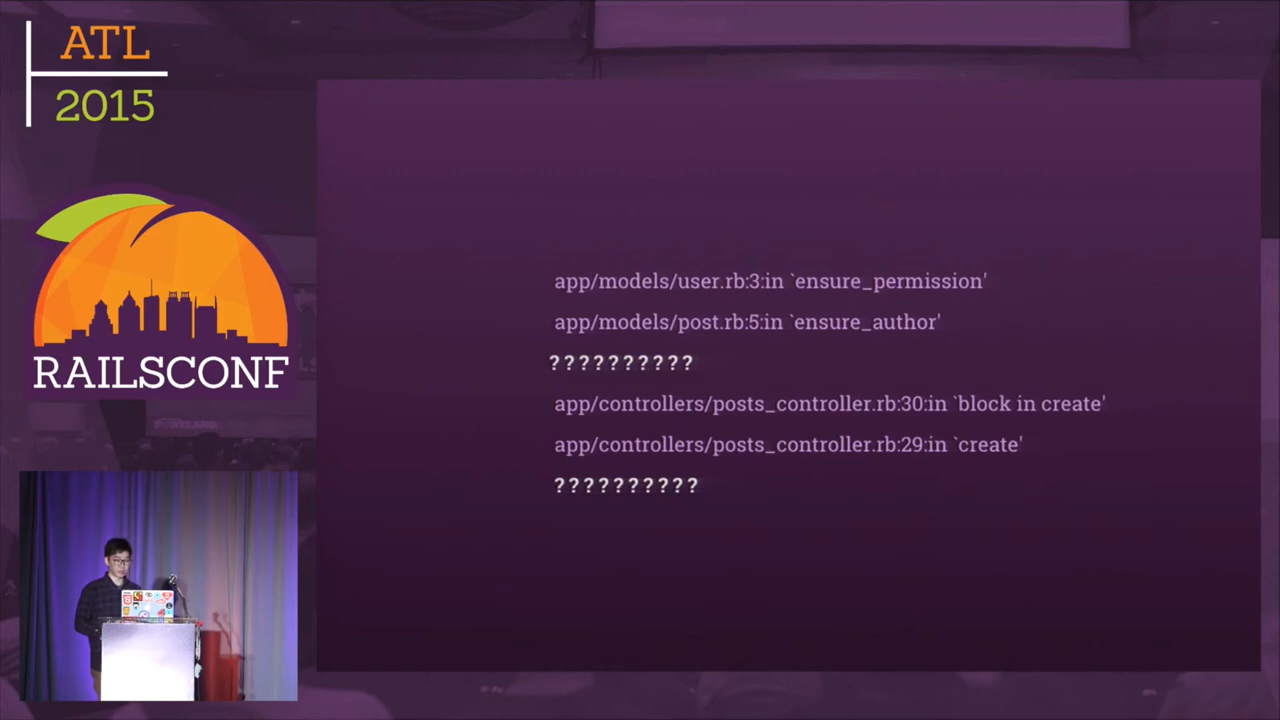 ATL
2015
RAILSCONF
app/models/user.rb:3:in `ensure_permission'
app/models/post.rb:5:in `ensure_author'
??????????
app/controllers/posts_controller.rb:30:in `block in create'
app/controllers/posts_controller.rb:29:in `create'
??????????